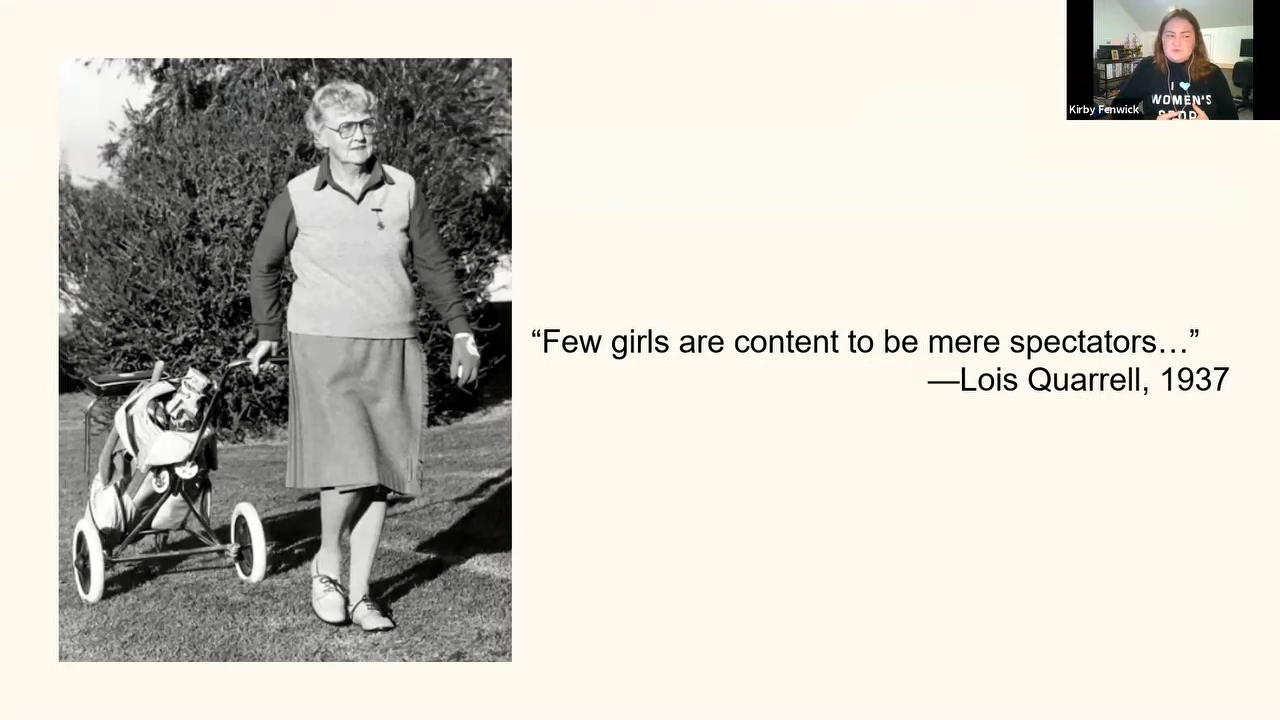 Kirby Fenwick
I
WOMEN'S
“Few girls are content to be mere spectators…”
—Lois Quarrell, 1937